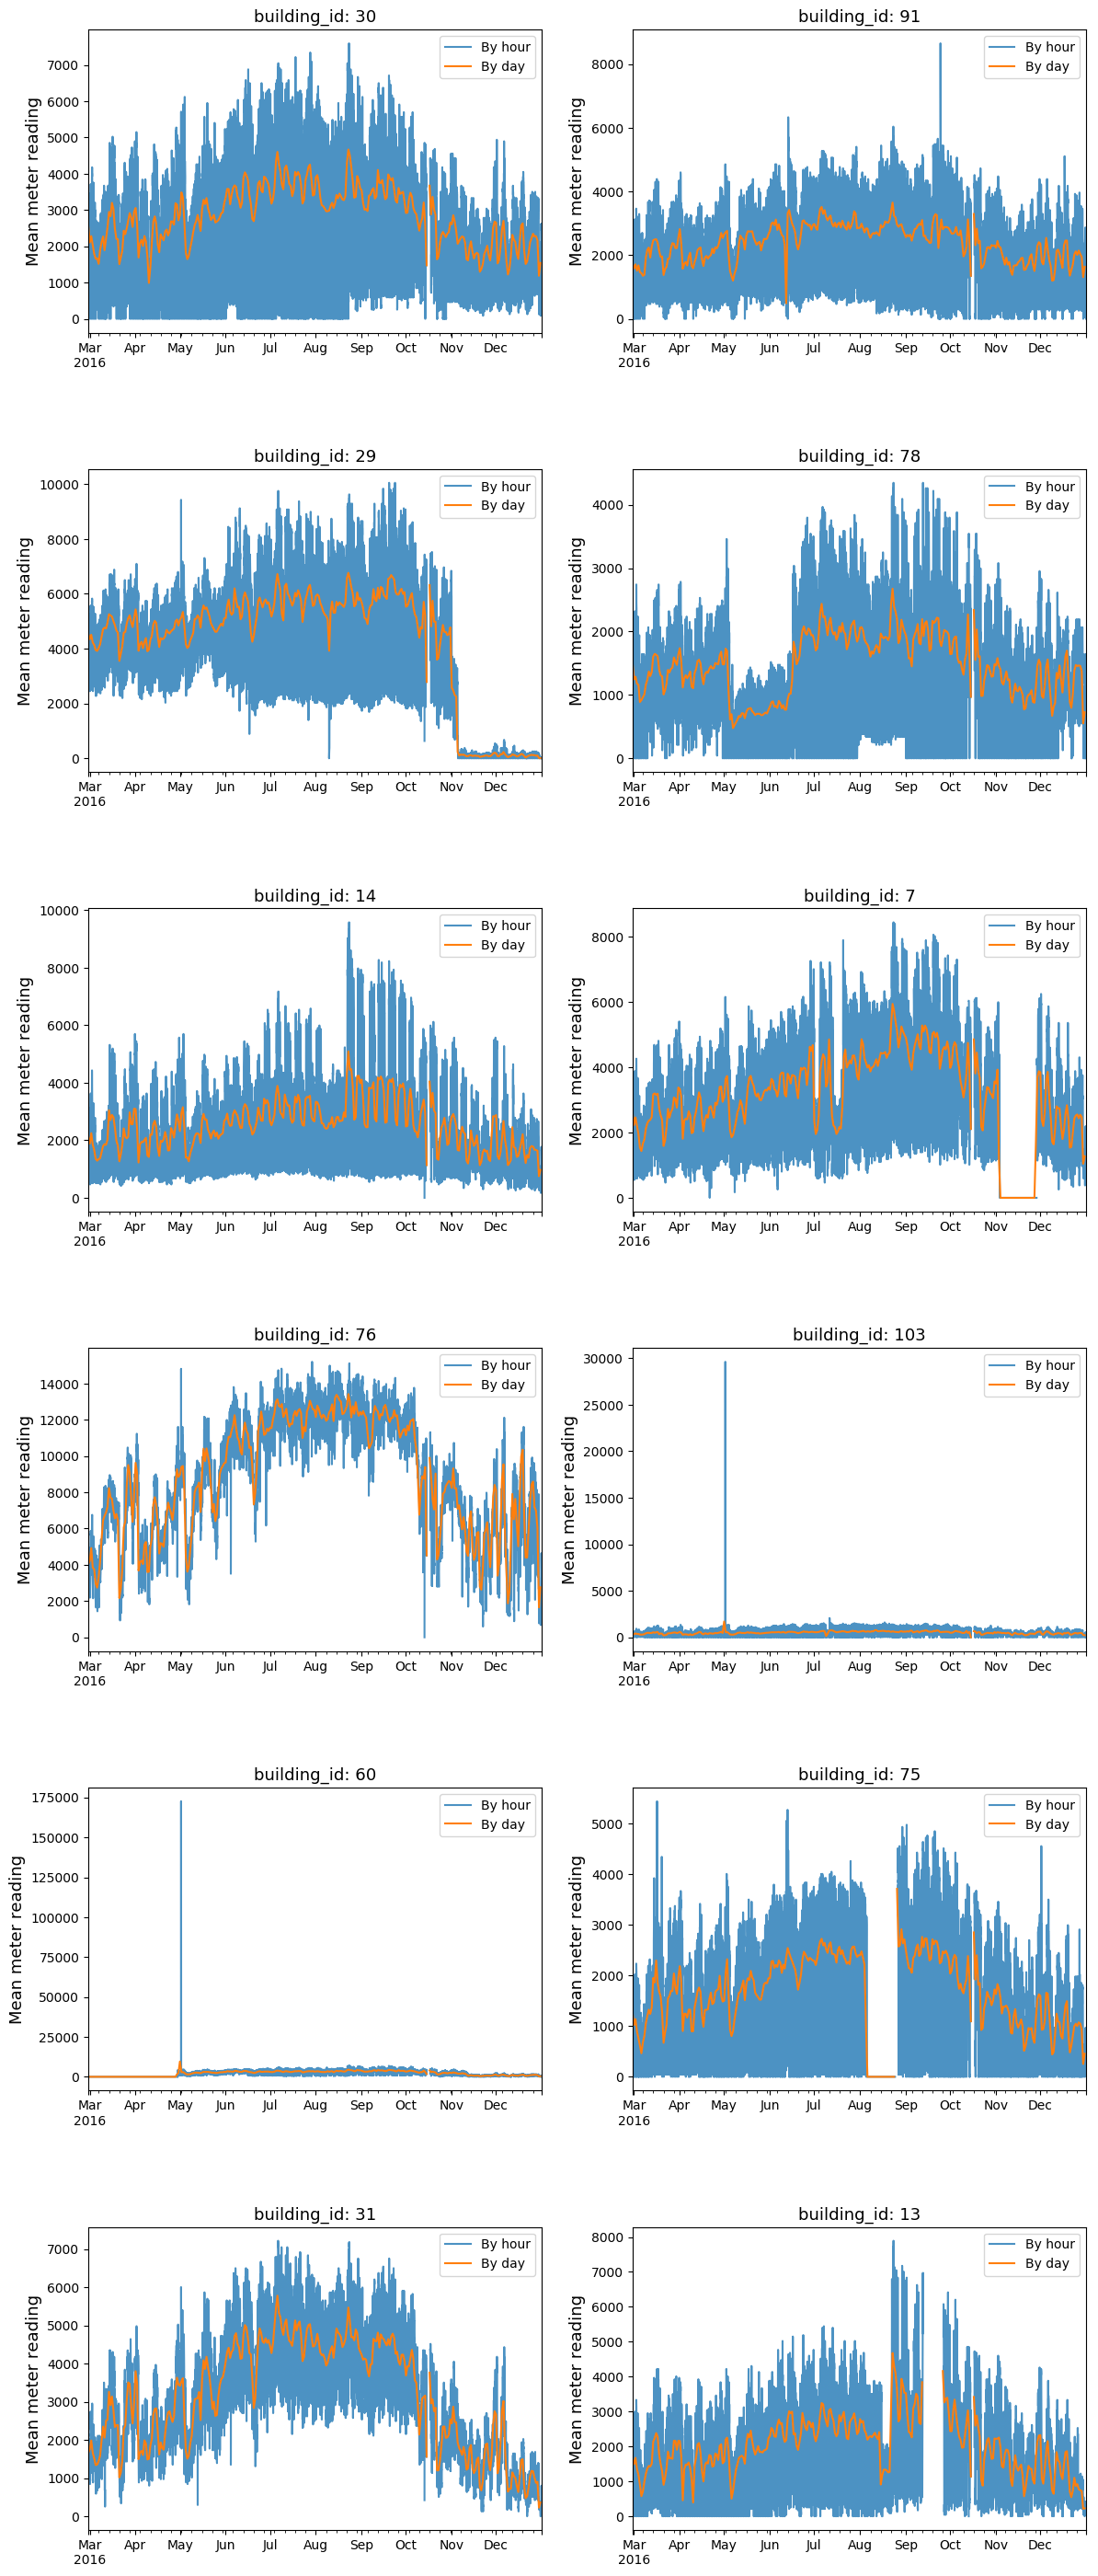 building_id: 30
By hour
By day
Mean meter reading
7000
6000
5000
4000
3000
2000
1000
0
Mar Apr May Jun Jul Aug Sep Oct Nov Dec
2016
building_id: 91
By hour
By day
Mean meter reading
8000
6000
4000
2000
0
Mar Apr May Jun Jul Aug Sep Oct Nov Dec
2016
building_id: 29
By hour
By day
Mean meter reading
10000
8000
6000
4000
2000
0
Mar Apr May Jun Jul Aug Sep Oct Nov Dec
2016
building_id: 78
By hour
By day
Mean meter reading
4000
3000
2000
1000
0
Mar Apr May Jun Jul Aug Sep Oct Nov Dec
2016
building_id: 14
By hour
By day
Mean meter reading
10000
8000
6000
4000
2000
0
Mar Apr May Jun Jul Aug Sep Oct Nov Dec
2016
building_id: 7
By hour
By day
Mean meter reading
8000
6000
4000
2000
0
Mar Apr May Jun Jul Aug Sep Oct Nov Dec
2016
building_id: 76
By hour
By day
Mean meter reading
14000
12000
10000
8000
6000
4000
2000
0
Mar Apr May Jun Jul Aug Sep Oct Nov Dec
2016
building_id: 103
By hour
By day
Mean meter reading
30000
25000
20000
15000
10000
5000
0
Mar Apr May Jun Jul Aug Sep Oct Nov Dec
2016
building_id: 60
By hour
By day
Mean meter reading
175000
150000
125000
100000
75000
50000
25000
0
Mar Apr May Jun Jul Aug Sep Oct Nov Dec
2016
building_id: 75
By hour
By day
Mean meter reading
5000
4000
3000
2000
1000
0
Mar Apr May Jun Jul Aug Sep Oct Nov Dec
2016
building_id: 31
By hour
By day
Mean meter reading
7000
6000
5000
4000
3000
2000
1000
0
Mar Apr May Jun Jul Aug Sep Oct Nov Dec
2016
building_id: 13
By hour
By day
Mean meter reading
8000
7000
6000
5000
4000
3000
2000
1000
0
Mar Apr May Jun Jul Aug Sep Oct Nov Dec
2016